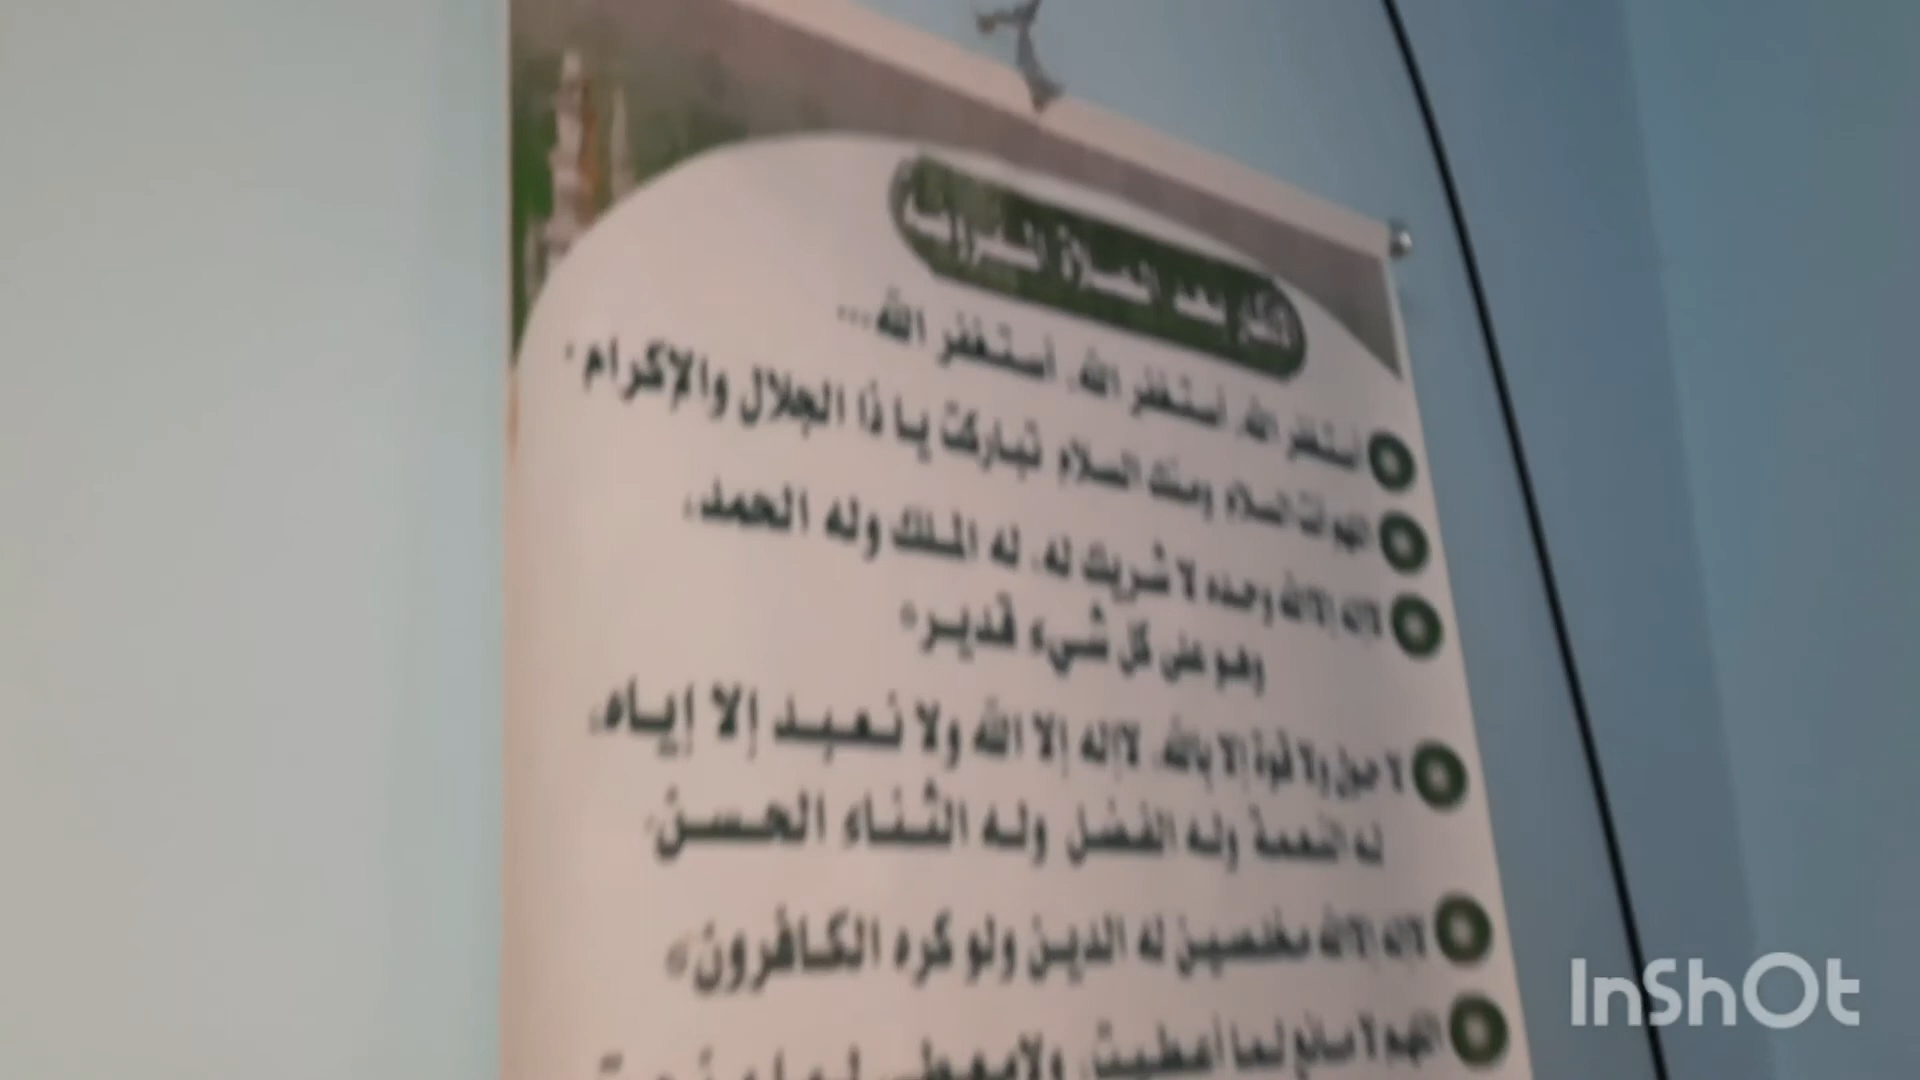 أذكار بعد الصلاة المفروضة
أستغفر الله، أستغفر الله، أستغفر الله...
اللهم أنت السلام ومنك السلام تباركت يا ذا الجلال والإكرام
لا إله إلا الله وحده لا شريك له، له الملك وله الحمد،
وهو على كل شيء قدير
لا حول ولا قوة إلا بالله، لا إله إلا الله ولا نعبد إلا إياه،
له النعمة وله الفضل وله الثناء الحسن
لا إله إلا الله مخلصين له الدين ولو كره الكافرون
اللهم لا مانع لما أعطيت، ولا معطي
InShOt